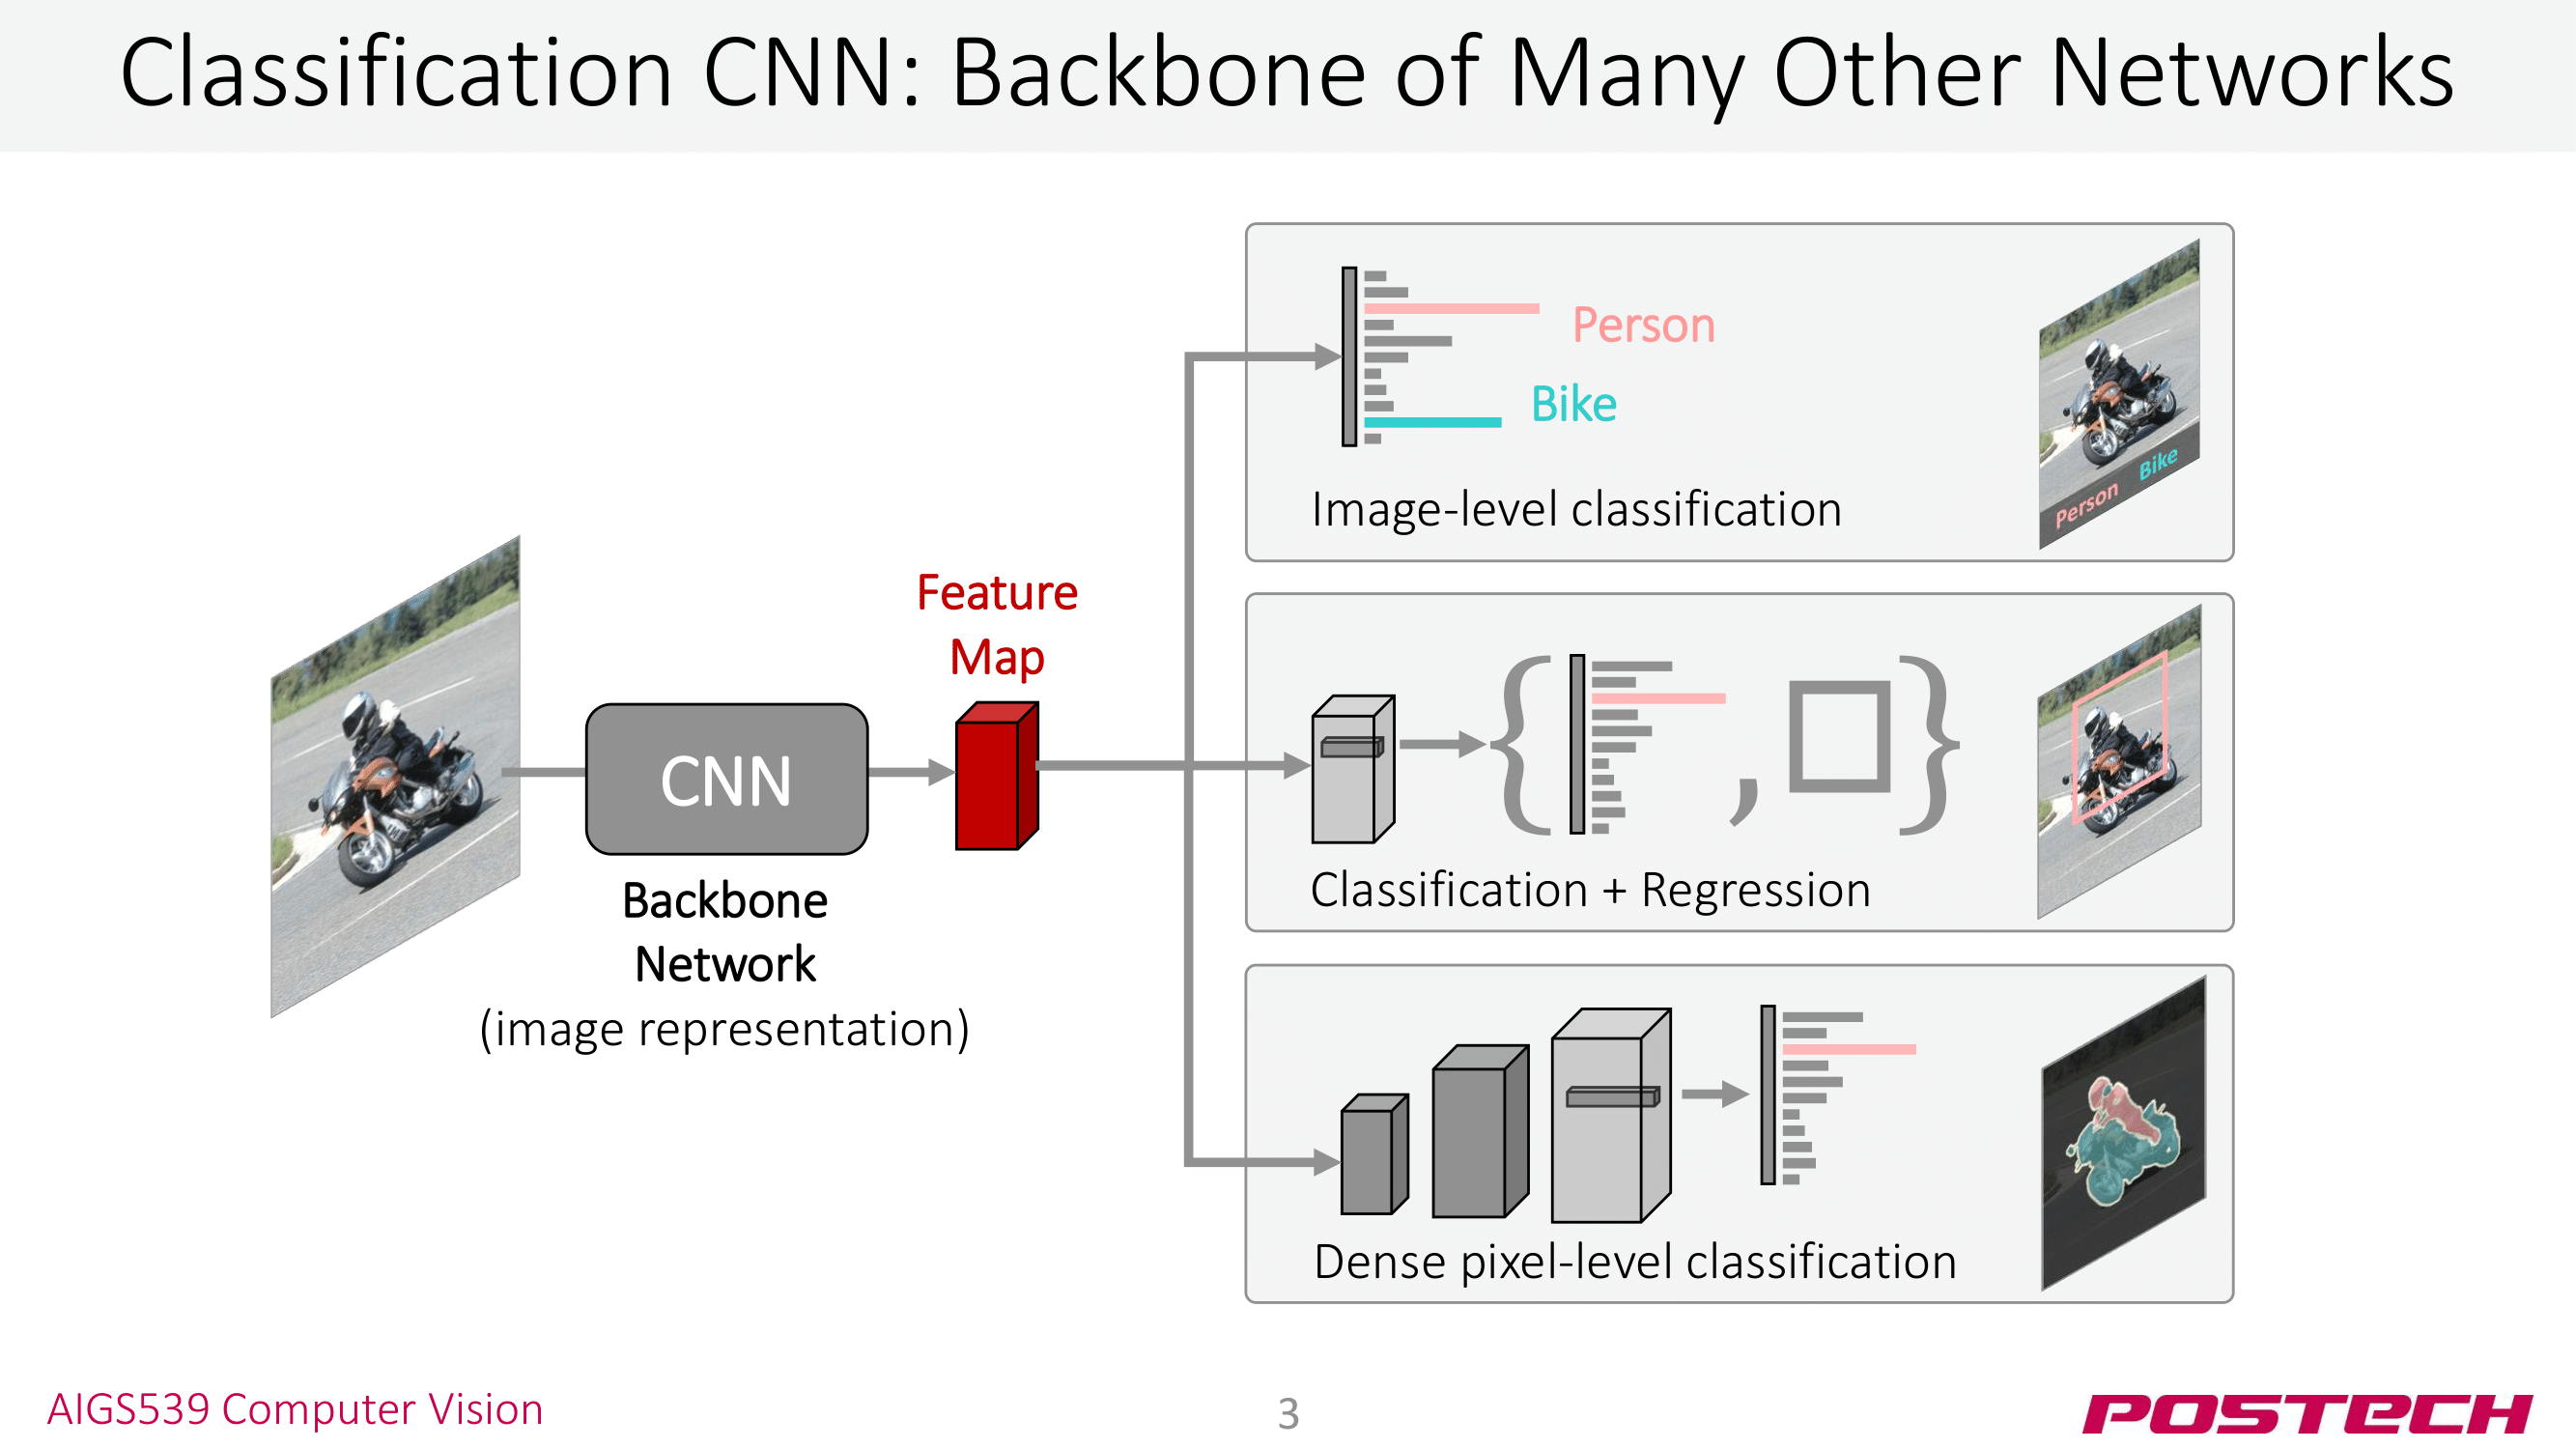 Classification CNN: Backbone of Many Other Networks
Person
Bike
Person Bike
Image-level classification
Feature
Map
CNN
Backbone
Network
(image representation)
{ , }
Classification + Regression
Dense pixel-level classification
AIGS539 Computer Vision
3
POSTECH